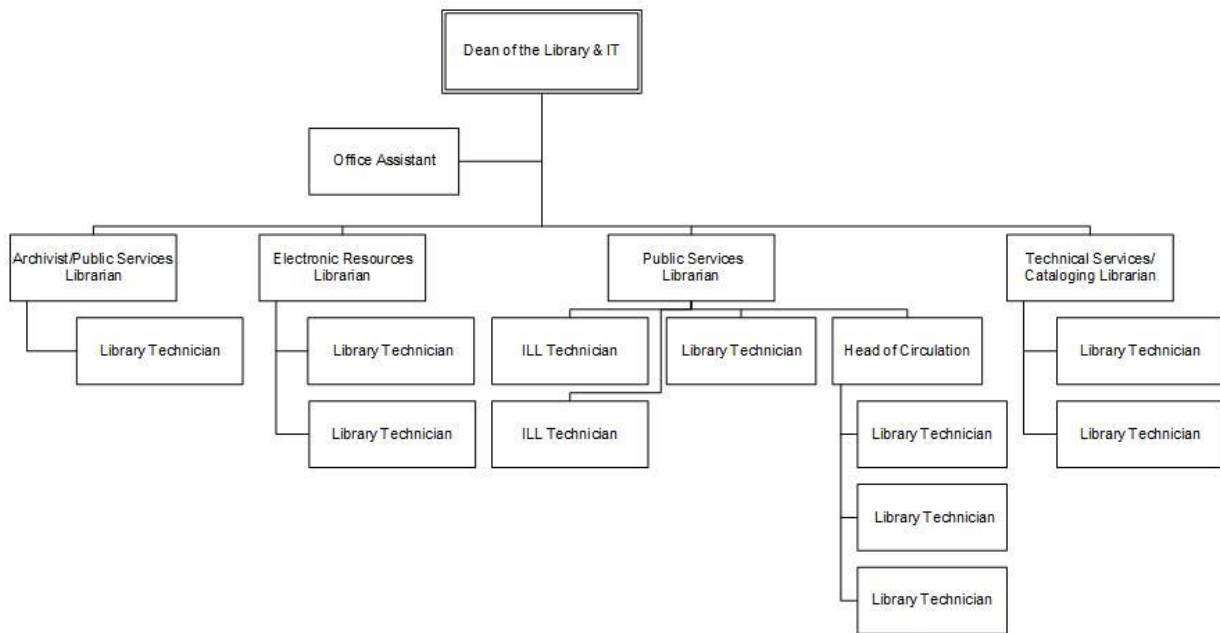 Dean of the Library & IT
Office Assistant
Archivist/Public Services
Librarian
Electronic Resources
Librarian
Public Services
Librarian
Technical Services/
Cataloging Librarian
Library Technician
Library Technician
ILL Technician
Library Technician
Head of Circulation
Library Technician
Library Technician
ILL Technician
Library Technician
Library Technician
Library Technician
Library Technician